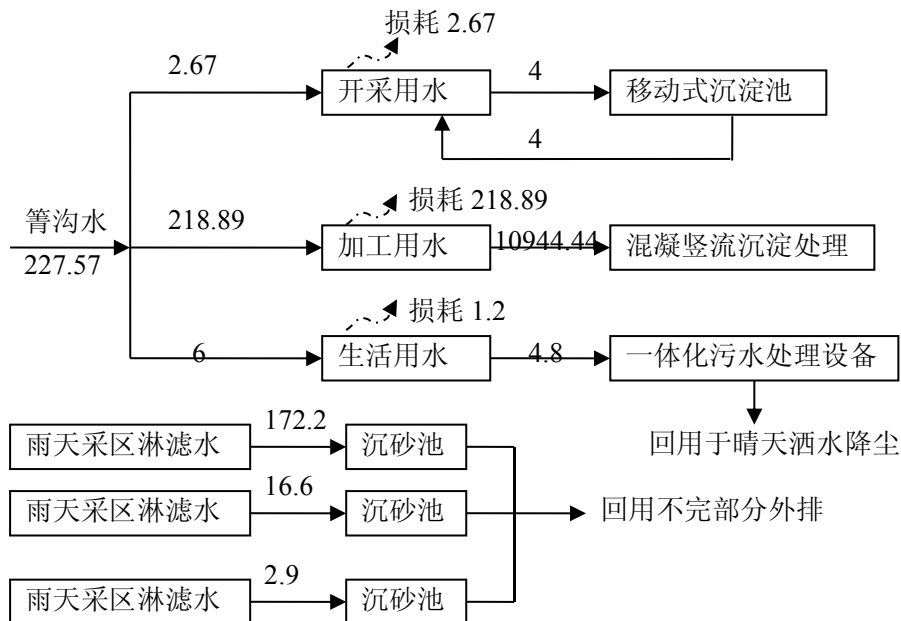 损耗 2.67
2.67
开采用水
4
移动式沉淀池
4
箐沟水
227.57
218.89
损耗 218.89
加工用水
10944.44
混凝竖流沉淀处理
损耗 1.2
6
生活用水
4.8
一体化污水处理设备
回用于晴天洒水降尘
雨天采区淋滤水
172.2
沉砂池
雨天采区淋滤水
16.6
沉砂池
回用不完部分外排
雨天采区淋滤水
2.9
沉砂池